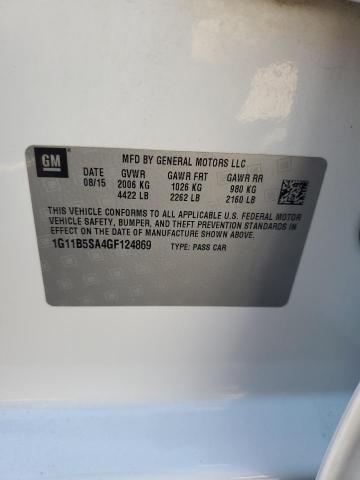 GM
MFD BY GENERAL MOTORS LLC
DATE GVWR GAWR FRT GAWR RR
08/15 2006 KG 1026 KG 980 KG
4422 LB 2262 LB 2160 LB
THIS VEHICLE CONFORMS TO ALL APPLICABLE U.S. FEDERAL MOTOR
VEHICLE SAFETY, BUMPER, AND THEFT PREVENTION STANDARDS IN
EFFECT ON THE DATE OF MANUFACTURE SHOWN ABOVE.
1G11B5SA4GF124869 TYPE: PASS CAR